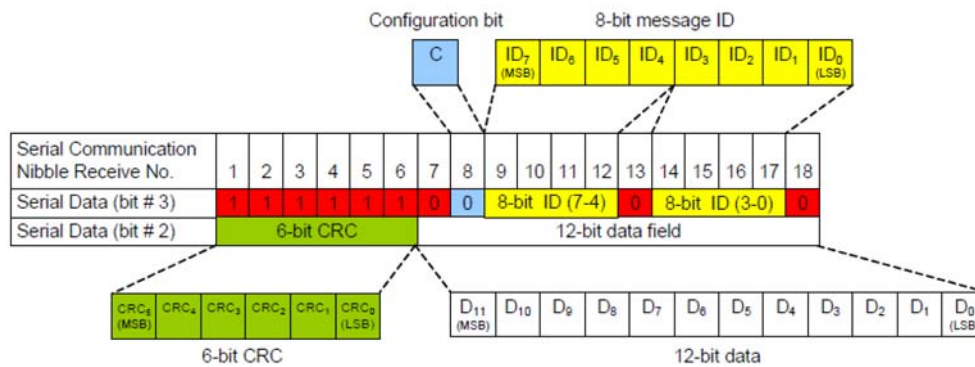 Configuration bit 8-bit message ID
C ID7 (MSB) ID6 ID5 ID4 ID3 ID2 ID1 ID0 (LSB)
Serial Communication
Nibble Receive No. 1 2 3 4 5 6 7 8 9 10 11 12 13 14 15 16 17 18
Serial Data (bit # 3) 1 1 1 1 1 1 0 0 8-bit ID (7-4) 0 8-bit ID (3-0) 0
Serial Data (bit # 2) 6-bit CRC 12-bit data field
CRC5 (MSB) CRC4 CRC3 CRC2 CRC1 CRC0 (LSB) D11 (MSB) D10 D9 D8 D7 D6 D5 D4 D3 D2 D1 D0 (LSB)
6-bit CRC 12-bit data